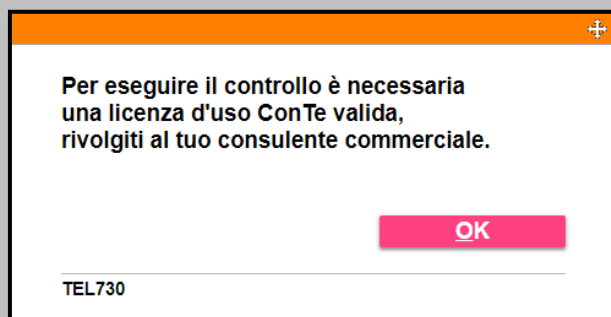 Per eseguire il controllo è necessaria
una licenza d'uso ConTe valida,
rivolgiti al tuo consulente commerciale.
OK
TEL730